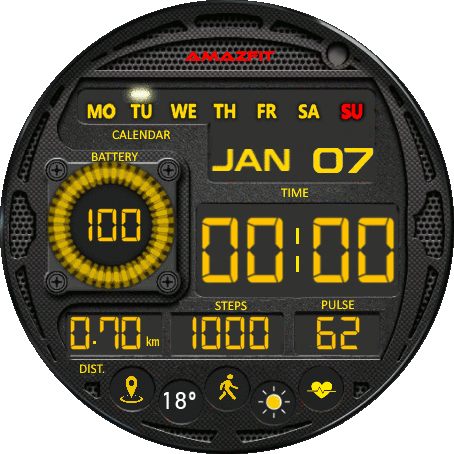 AMAZFIT
MO TU WE TH FR SA SU
CALENDAR
BATTERY
JAN 07
TIME
100
00:00
STEPS
PULSE
0.70 km
1000
62
DIST.
18°